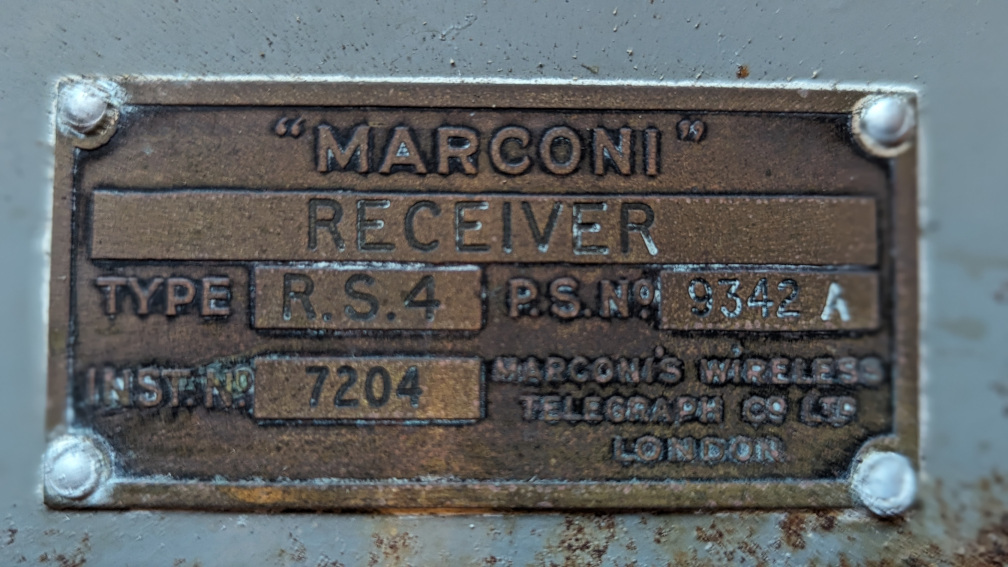 “MARCONI”
RECEIVER
TYPE R.S.4 P.S.Nº 9342 A
INST.Nº 7204
MARCONI'S WIRELESS
TELEGRAPH CO LTD
LONDON